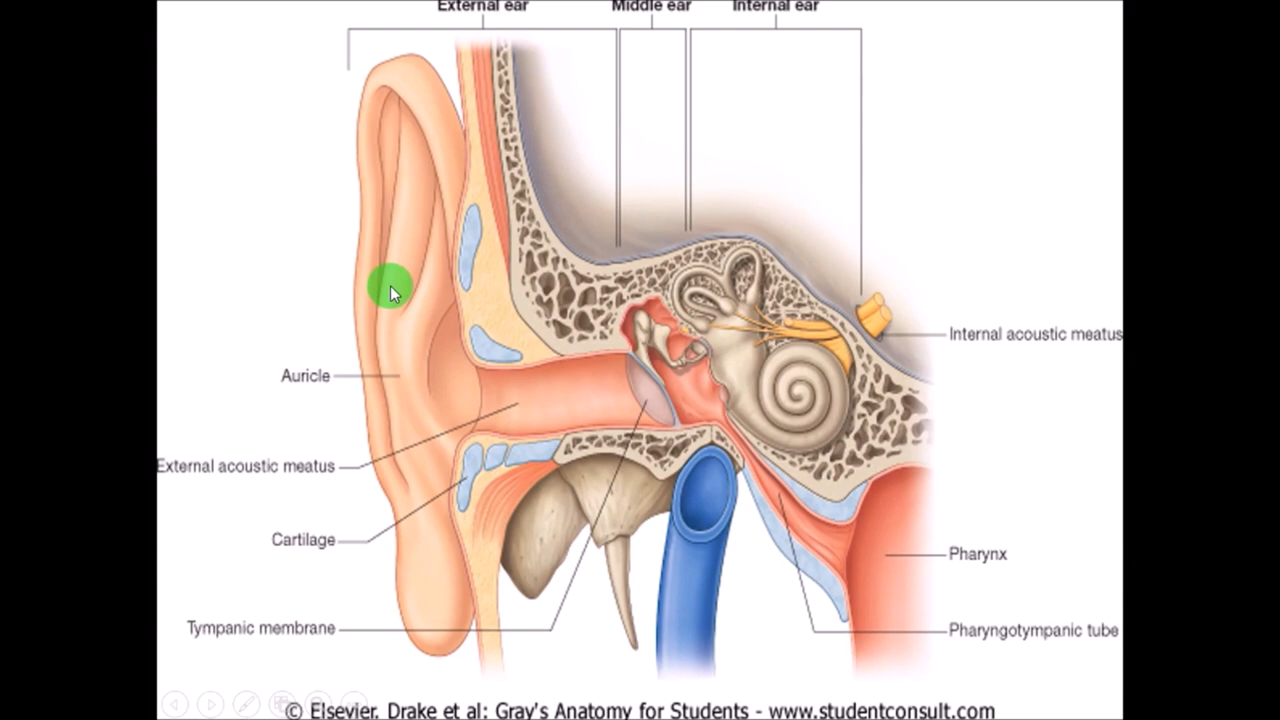 External ear
Middle ear
Internal ear
Internal acoustic meatus
Auricle
External acoustic meatus
Cartilage
Pharynx
Tympanic membrane
Pharyngotympanic tube
© Elsevier. Drake et al: Gray's Anatomy for Students - www.studentconsult.com